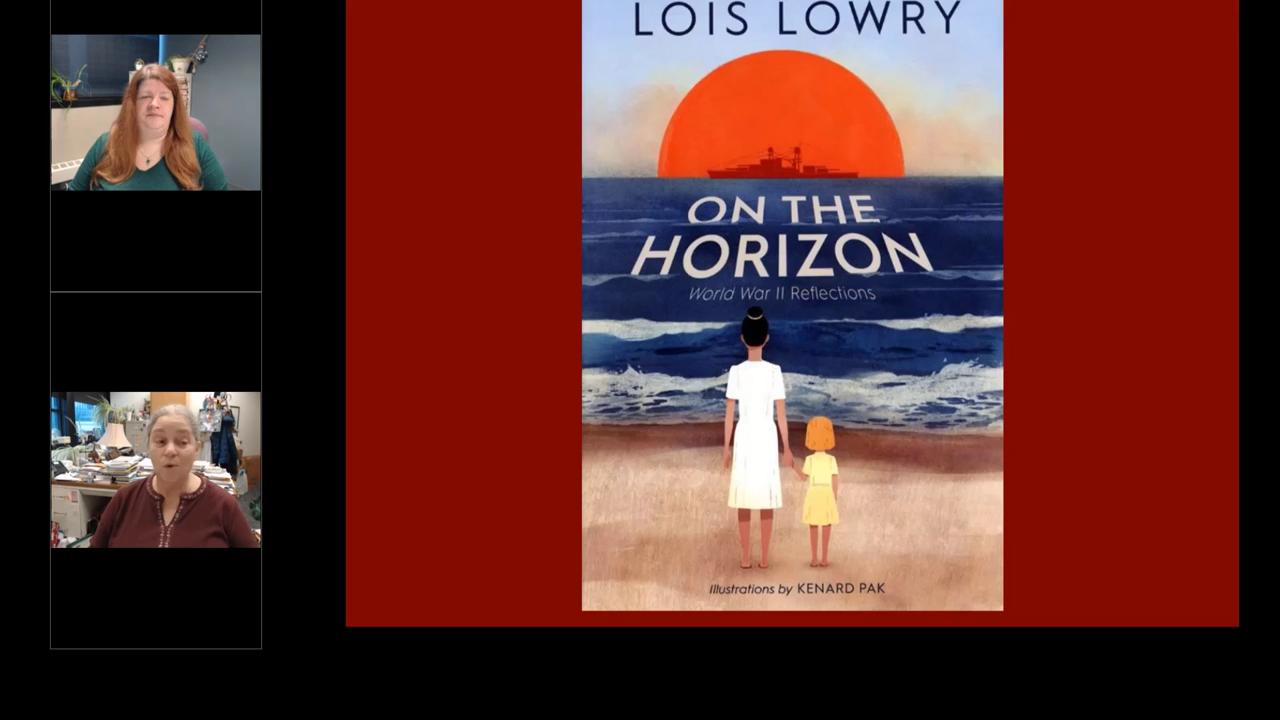 LOIS LOWRY
ON THE
HORIZON
World War II Reflections
Illustrations by KENARD PAK